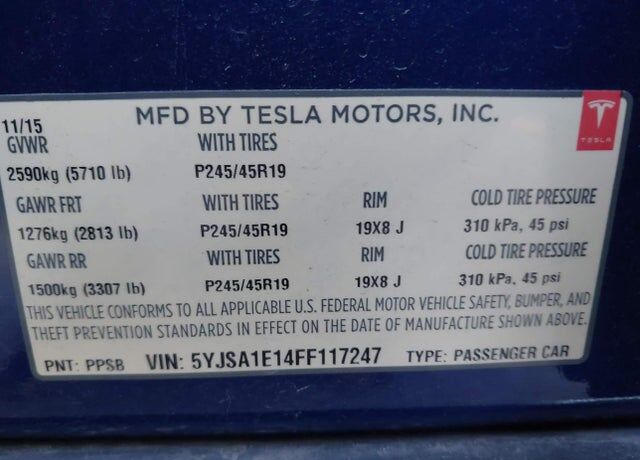 MFD BY TESLA MOTORS, INC.
TESLA
11/15
GVWR WITH TIRES
2590kg (5710 lb) P245/45R19
GAWR FRT WITH TIRES RIM COLD TIRE PRESSURE
1276kg (2813 lb) P245/45R19 19X8 J 310 kPa, 45 psi
GAWR RR WITH TIRES RIM COLD TIRE PRESSURE
1500kg (3307 lb) P245/45R19 19X8 J 310 kPa, 45 psi
THIS VEHICLE CONFORMS TO ALL APPLICABLE U.S. FEDERAL MOTOR VEHICLE SAFETY, BUMPER, AND
THEFT PREVENTION STANDARDS IN EFFECT ON THE DATE OF MANUFACTURE SHOWN ABOVE.
PNT: PPSB VIN: 5YJSA1E14FF117247 TYPE: PASSENGER CAR